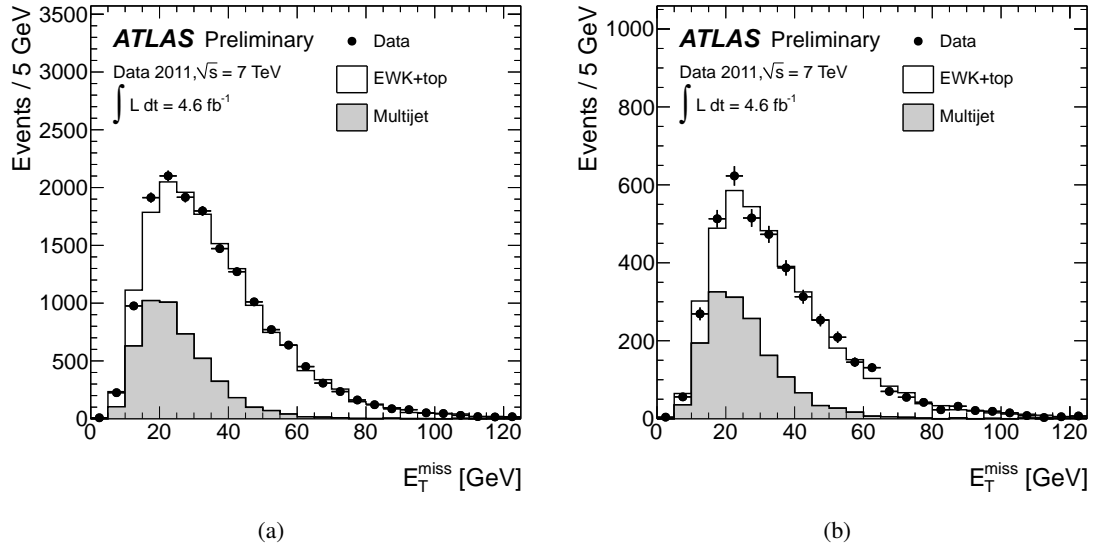 Events / 5 GeV
3500
3000
2500
2000
1500
1000
500
0
ATLAS Preliminary
Data 2011,√s = 7 TeV
∫ L dt = 4.6 fb⁻¹
Data
EWK+top
Multijet
0 20 40 60 80 100 120
E_T^miss [GeV]
(a)
Events / 5 GeV
1000
800
600
400
200
0
ATLAS Preliminary
Data 2011,√s = 7 TeV
∫ L dt = 4.6 fb⁻¹
Data
EWK+top
Multijet
0 20 40 60 80 100 120
E_T^miss [GeV]
(b)